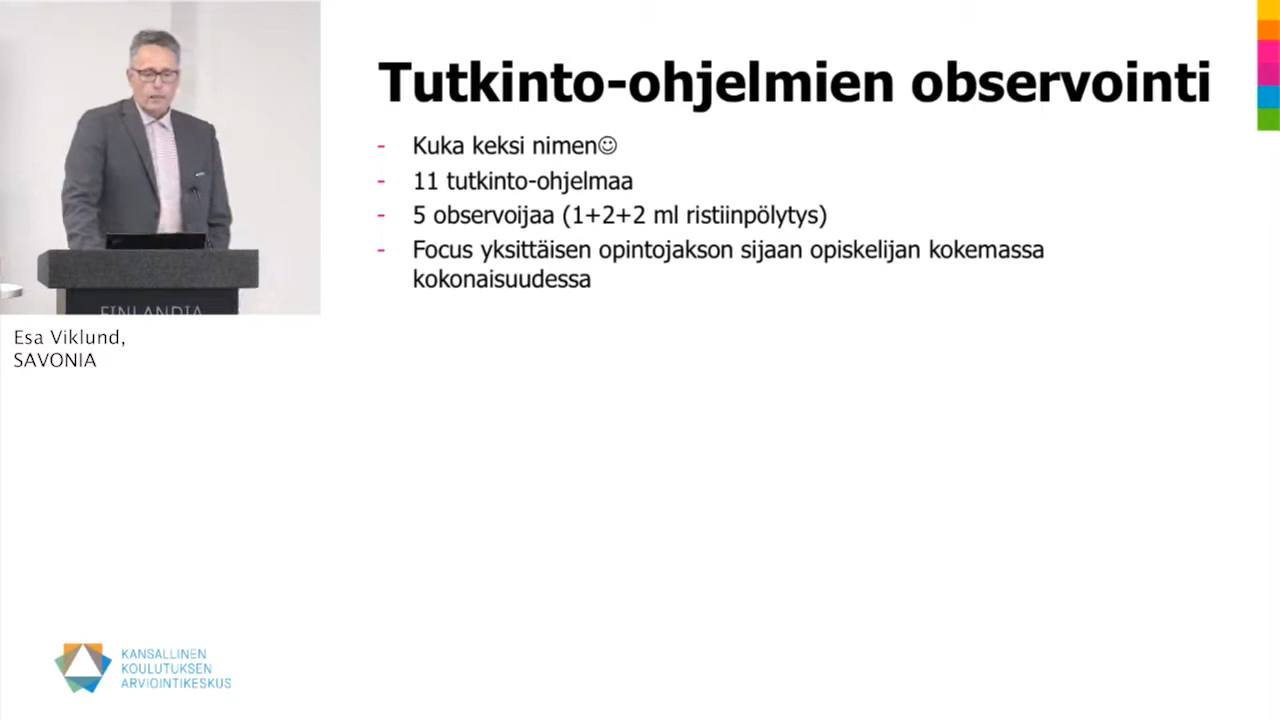 Tutkinto-ohjelmien observointi
- Kuka keksi nimen☺
- 11 tutkinto-ohjelmaa
- 5 observoijaa (1+2+2 ml ristiinpölytys)
- Focus yksittäisen opintojakson sijaan opiskelijan kokemassa
kokonaisuudessa
FINLANDIA
Esa Viklund,
SAVONIA
KANSALLINEN
KOULUTUKSEN
ARVIOINTIKESKUS